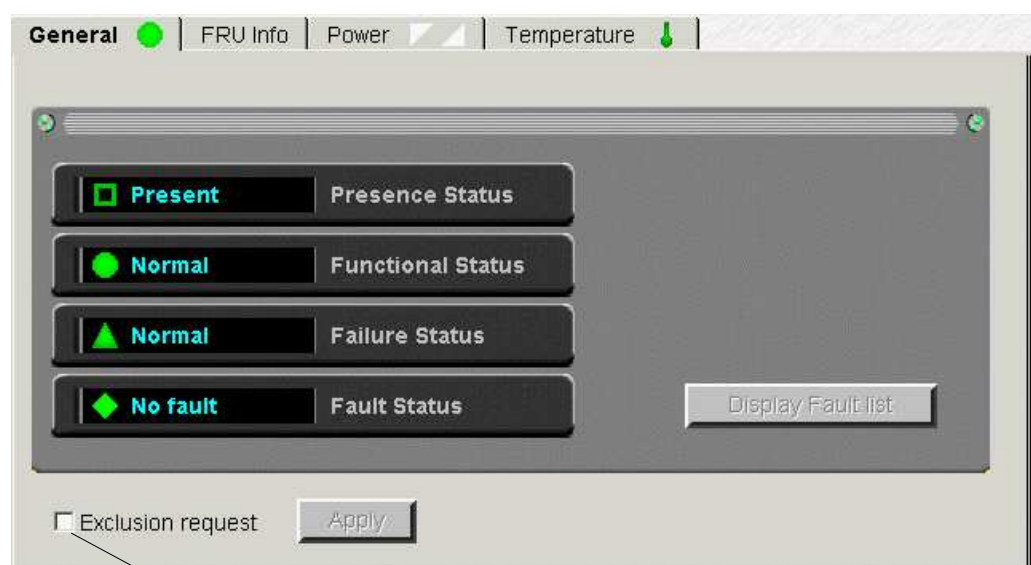 General
FRU Info
Power
Temperature
Present
Presence Status
Normal
Functional Status
Normal
Failure Status
No fault
Fault Status
Display Fault list
Exclusion request
Apply